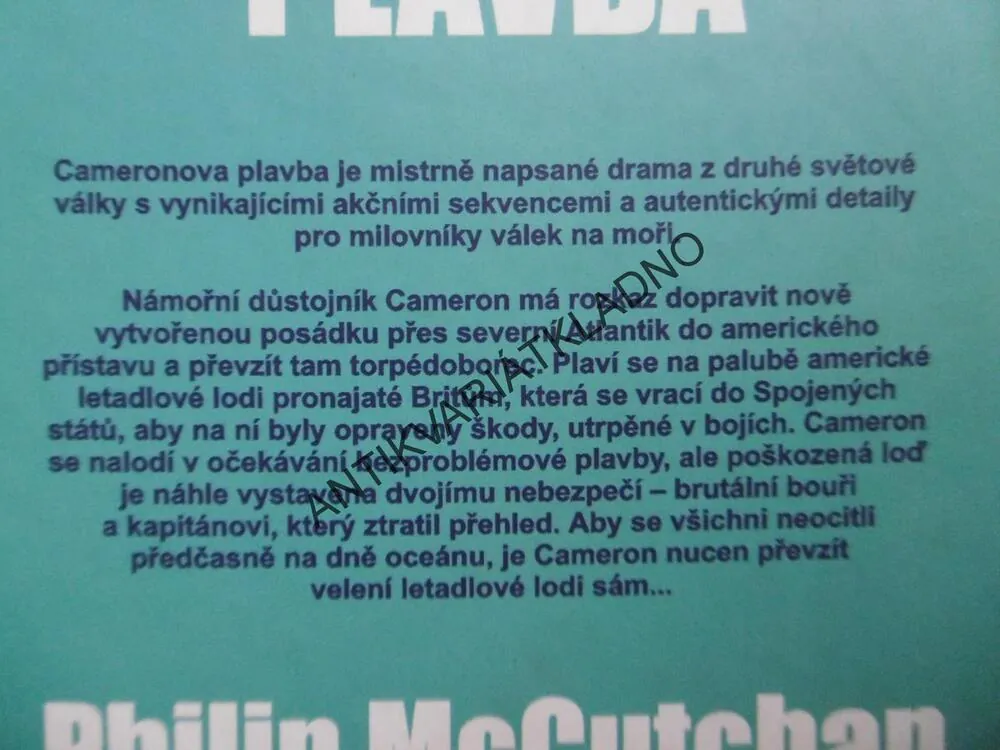 PLAVBA
Cameronova plavba je mistrně napsané drama z druhé světové
války s vynikajícími akčními sekvencemi a autentickými detaily
pro milovníky válek na moři.
Námořní důstojník Cameron má rozkaz dopravit nově
vytvořenou posádku přes severní Atlantik do amerického
přístavu a převzít tam torpédoborec. Plaví se na palubě americké
letadlové lodi pronajaté Britům, která se vrací do Spojených
států, aby na ní byly opraveny škody, utrpěné v bojích. Cameron
se nalodí v očekávání bezproblémové plavby, ale poškozená loď
je náhle vystavena dvojímu nebezpečí – brutální bouři
a kapitánovi, který ztratil přehled. Aby se všichni neocitli
předčasně na dně oceánu, je Cameron nucen převzít
velení letadlové lodi sám...
Philip McCutchan
ANTIKVARIÁTKLADNO